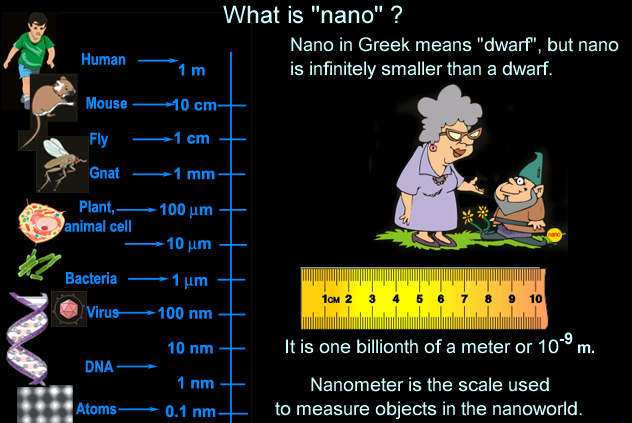 What is "nano" ?
Human
1 m
Mouse
10 cm
Fly
1 cm
Gnat
1 mm
Plant,
animal cell
100 µm
10 µm
Bacteria
1 µm
Virus
100 nm
10 nm
DNA
1 nm
Atoms
0.1 nm
Nano in Greek means "dwarf", but nano
is infinitely smaller than a dwarf.
nano
1CM 2 3 4 5 6 7 8 9 10
It is one billionth of a meter or 10⁻⁹ m.
Nanometer is the scale used
to measure objects in the nanoworld.